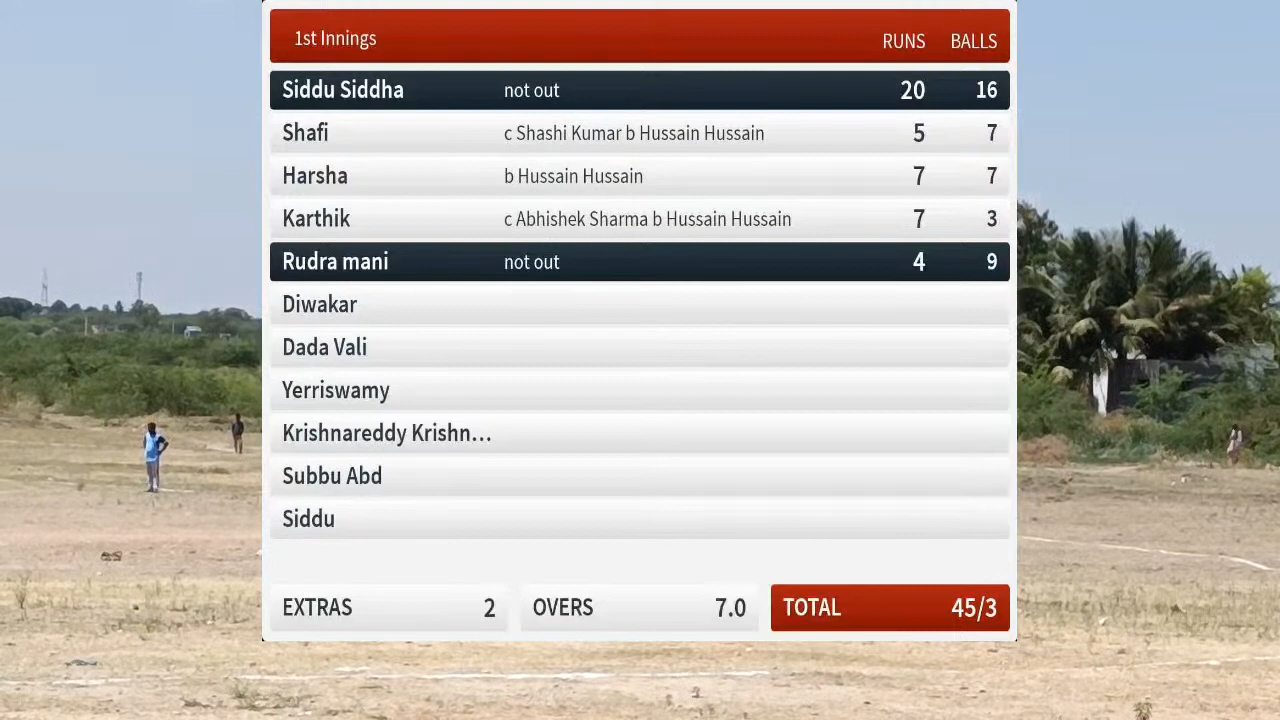 1st Innings RUNS BALLS
Siddu Siddha not out 20 16
Shafi c Shashi Kumar b Hussain Hussain 5 7
Harsha b Hussain Hussain 7 7
Karthik c Abhishek Sharma b Hussain Hussain 7 3
Rudra mani not out 4 9
Diwakar
Dada Vali
Yerriswamy
Krishnareddy Krishn...
Subbu Abd
Siddu
EXTRAS 2 OVERS 7.0 TOTAL 45/3